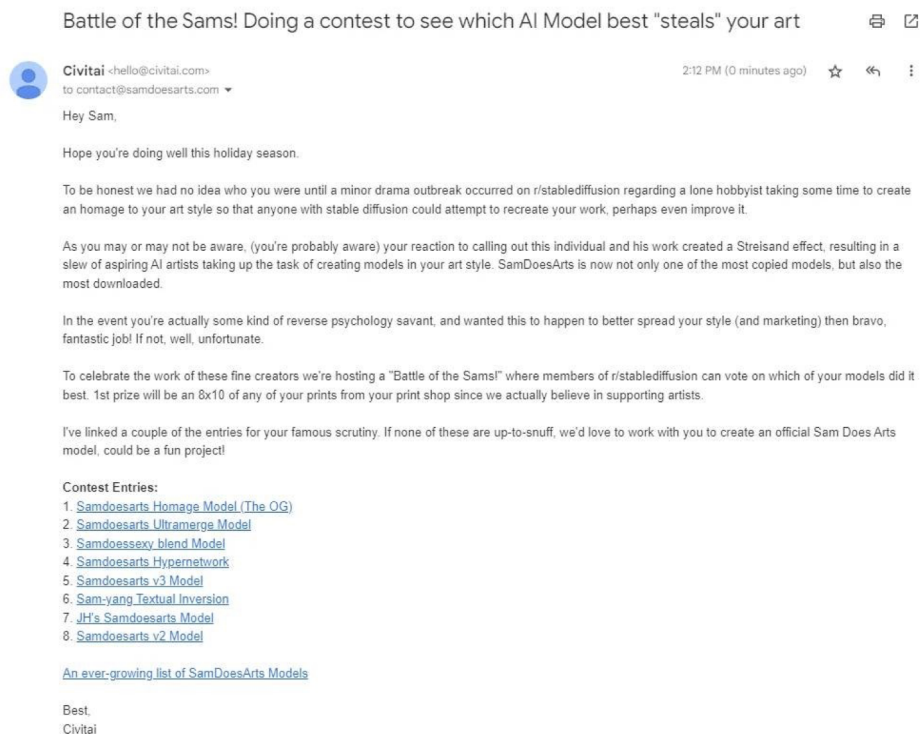 Battle of the Sams! Doing a contest to see which AI Model best "steals" your art
Civitai <hello@civitai.com>
2:12 PM (0 minutes ago)
to contact@samdoesarts.com
Hey Sam,
Hope you're doing well this holiday season.
To be honest we had no idea who you were until a minor drama outbreak occurred on r/stablediffusion regarding a lone hobbyist taking some time to create
an homage to your art style so that anyone with stable diffusion could attempt to recreate your work, perhaps even improve it.
As you may or may not be aware, (you're probably aware) your reaction to calling out this individual and his work created a Streisand effect, resulting in a
slew of aspiring AI artists taking up the task of creating models in your art style. SamDoesArts is now not only one of the most copied models, but also the
most downloaded.
In the event you're actually some kind of reverse psychology savant, and wanted this to happen to better spread your style (and marketing) then bravo,
fantastic job! If not, well, unfortunate.
To celebrate the work of these fine creators we're hosting a "Battle of the Sams!" where members of r/stablediffusion can vote on which of your models did it
best. 1st prize will be an 8x10 of any of your prints from your print shop since we actually believe in supporting artists.
I've linked a couple of the entries for your famous scrutiny. If none of these are up-to-snuff, we'd love to work with you to create an official Sam Does Arts
model, could be a fun project!
Contest Entries:
1. Samdoesarts Homage Model (The OG)
2. Samdoesarts Ultramerge Model
3. Samdoessexy blend Model
4. Samdoesarts Hypernetwork
5. Samdoesarts v3 Model
6. Sam-yang Textual Inversion
7. JH's Samdoesarts Model
8. Samdoesarts v2 Model
An ever-growing list of SamDoesArts Models
Best,
Civitai